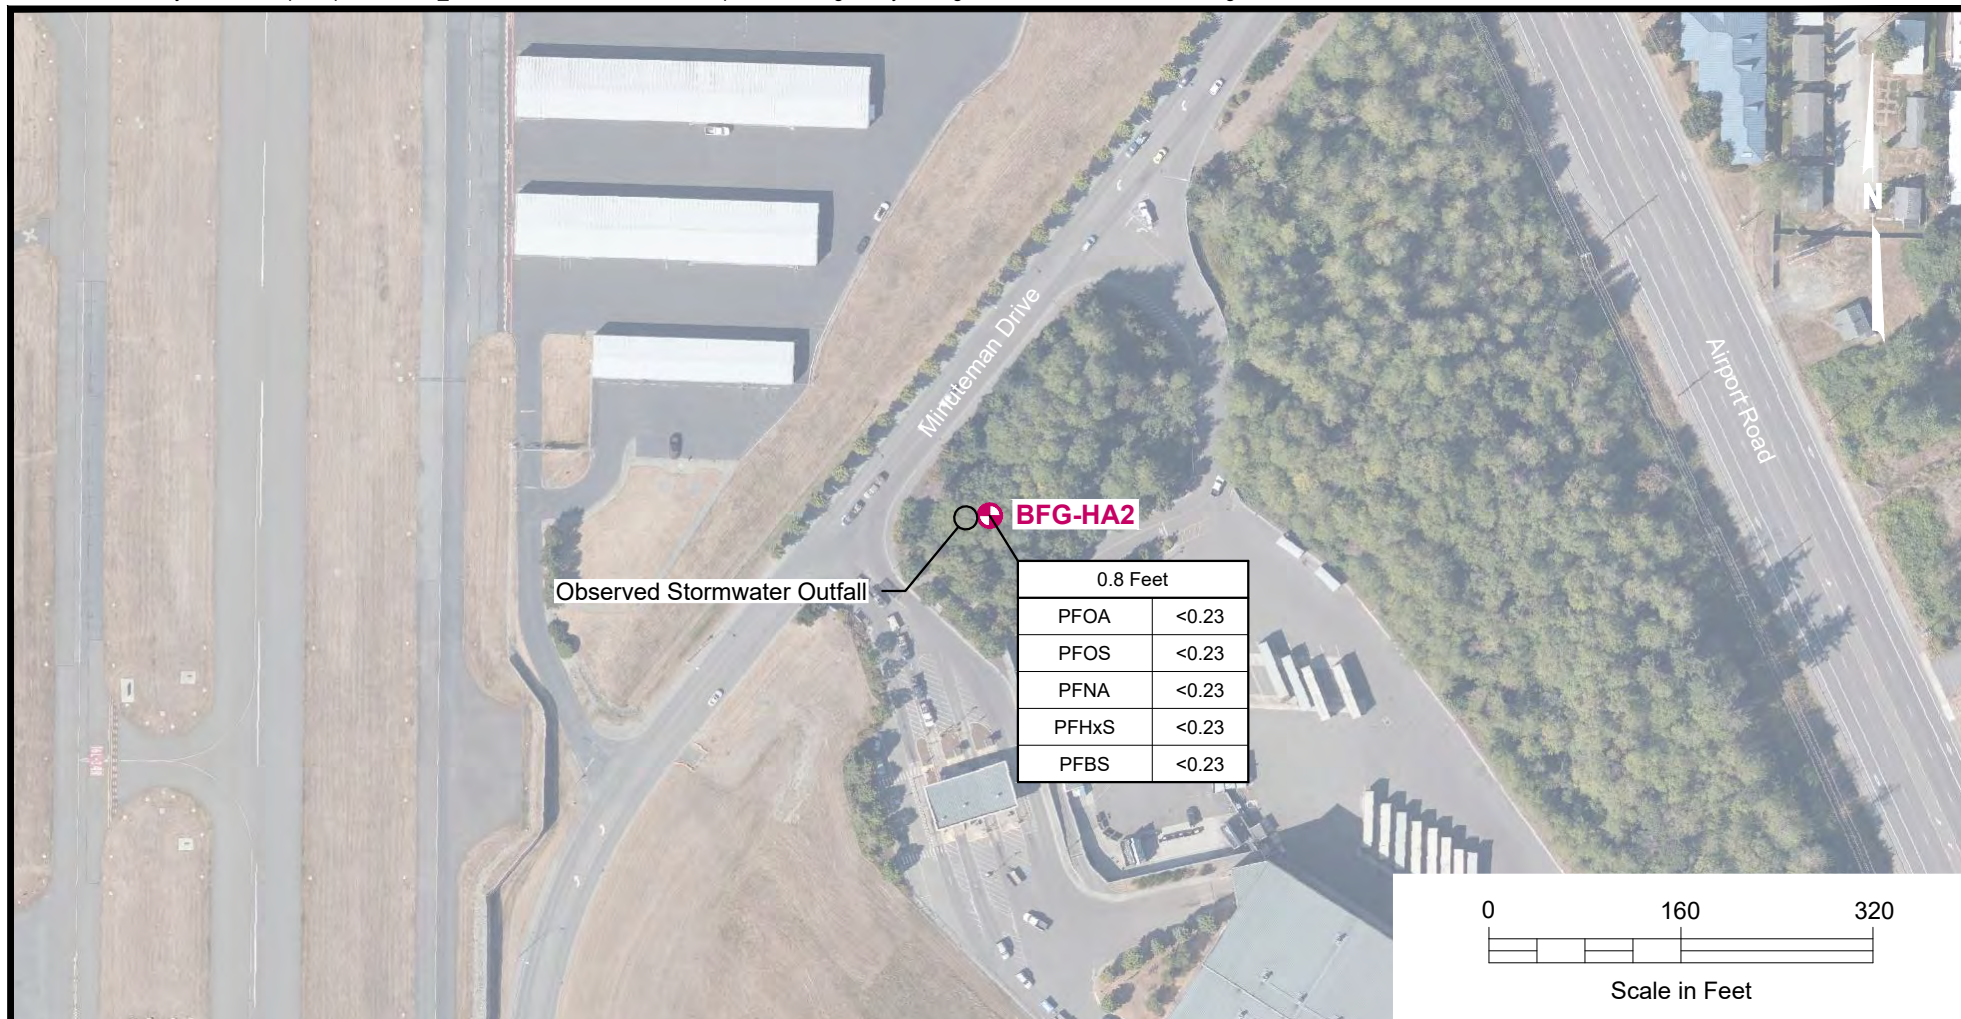 N
Minuteman Drive
Airport Road
BFG-HA2
Observed Stormwater Outfall
0.8 Feet
PFOA <0.23
PFOS <0.23
PFNA <0.23
PFHxS <0.23
PFBS <0.23
0 160 320
Scale in Feet